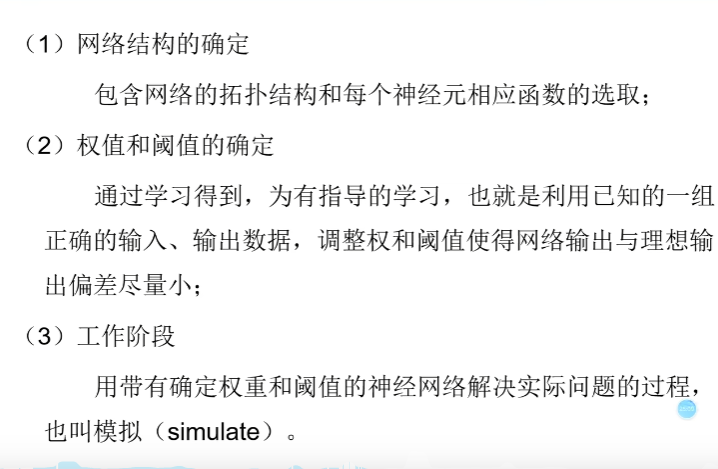 （1）网络结构的确定
包含网络的拓扑结构和每个神经元相应函数的选取；
（2）权值和阈值的确定
通过学习得到，为有指导的学习，也就是利用已知的一组
正确的输入、输出数据，调整权和阈值使得网络输出与理想输
出偏差尽量小；
（3）工作阶段
用带有确定权重和阈值的神经网络解决实际问题的过程，
也叫模拟（simulate）。